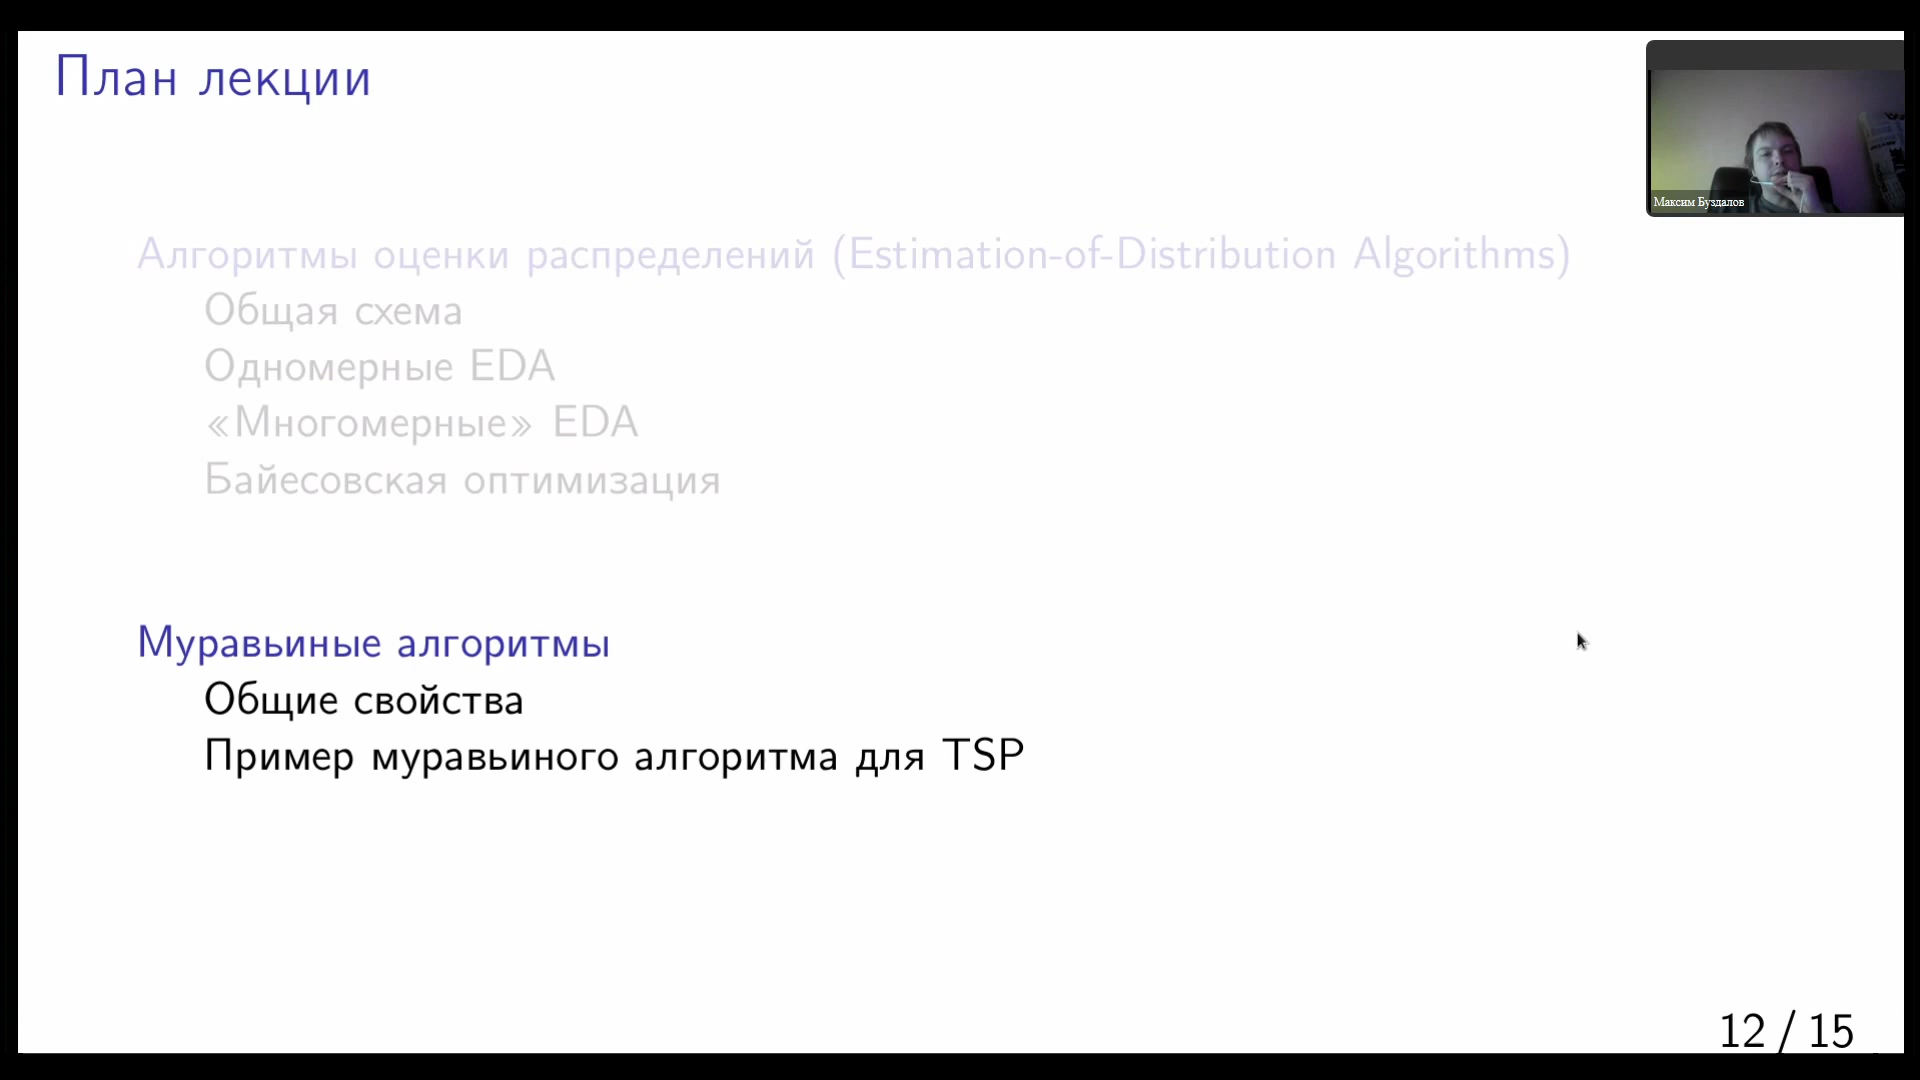 План лекции
Максим Буздалов
Алгоритмы оценки распределений (Estimation-of-Distribution Algorithms)
Общая схема
Одномерные EDA
«Многомерные» EDA
Байесовская оптимизация
Муравьиные алгоритмы
Общие свойства
Пример муравьиного алгоритма для TSP
12 / 15